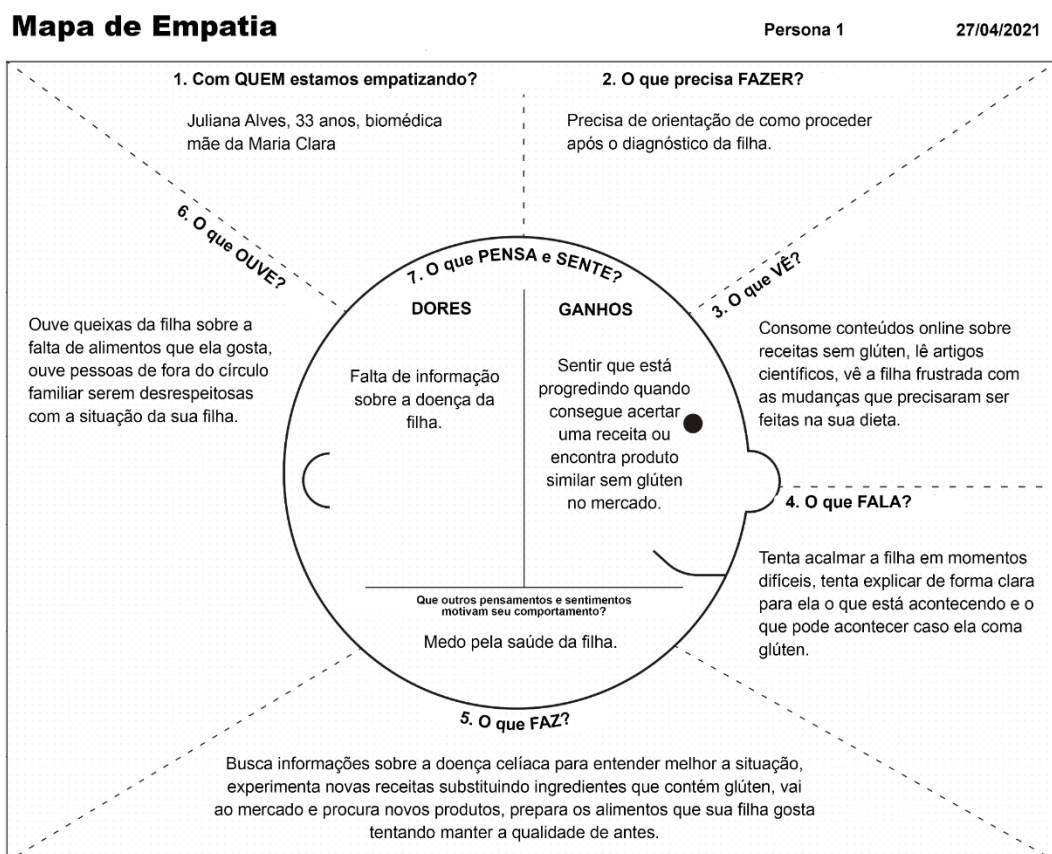 Mapa de Empatia
Persona 1
27/04/2021
1. Com QUEM estamos empatizando?
Juliana Alves, 33 anos, biomédica
mãe da Maria Clara
2. O que precisa FAZER?
Precisa de orientação de como proceder
após o diagnóstico da filha.
3. O que VÊ?
Consome conteúdos online sobre
receitas sem glúten, lê artigos
científicos, vê a filha frustrada com
as mudanças que precisaram ser
feitas na sua dieta.
4. O que FALA?
Tenta acalmar a filha em momentos
difíceis, tenta explicar de forma clara
para ela o que está acontecendo e o
que pode acontecer caso ela coma
glúten.
5. O que FAZ?
Busca informações sobre a doença celíaca para entender melhor a situação,
experimenta novas receitas substituindo ingredientes que contém glúten, vai
ao mercado e procura novos produtos, prepara os alimentos que sua filha gosta
tentando manter a qualidade de antes.
6. O que OUVE?
Ouve queixas da filha sobre a
falta de alimentos que ela gosta,
ouve pessoas de fora do círculo
familiar serem desrespeitosas
com a situação da sua filha.
7. O que PENSA e SENTE?
DORES
Falta de informação
sobre a doença da
filha.
GANHOS
Sentir que está
progredindo quando
consegue acertar
uma receita ou
encontra produto
similar sem glúten
no mercado.
Que outros pensamentos e sentimentos
motivam seu comportamento?
Medo pela saúde da filha.